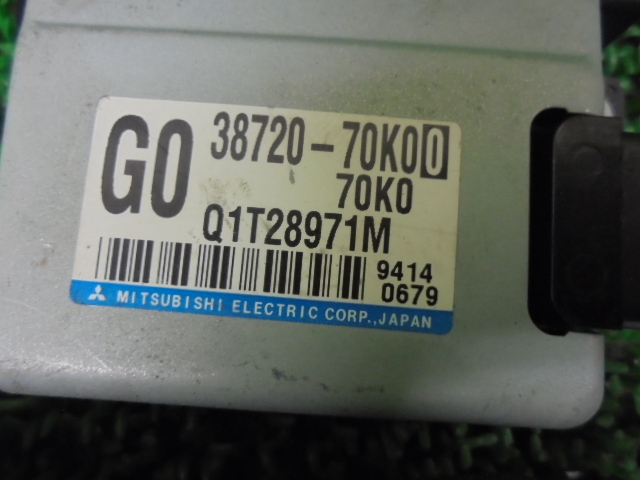 G0 38720-70K00
70K0
Q1T28971M
9414
0679
MITSUBISHI ELECTRIC CORP., JAPAN